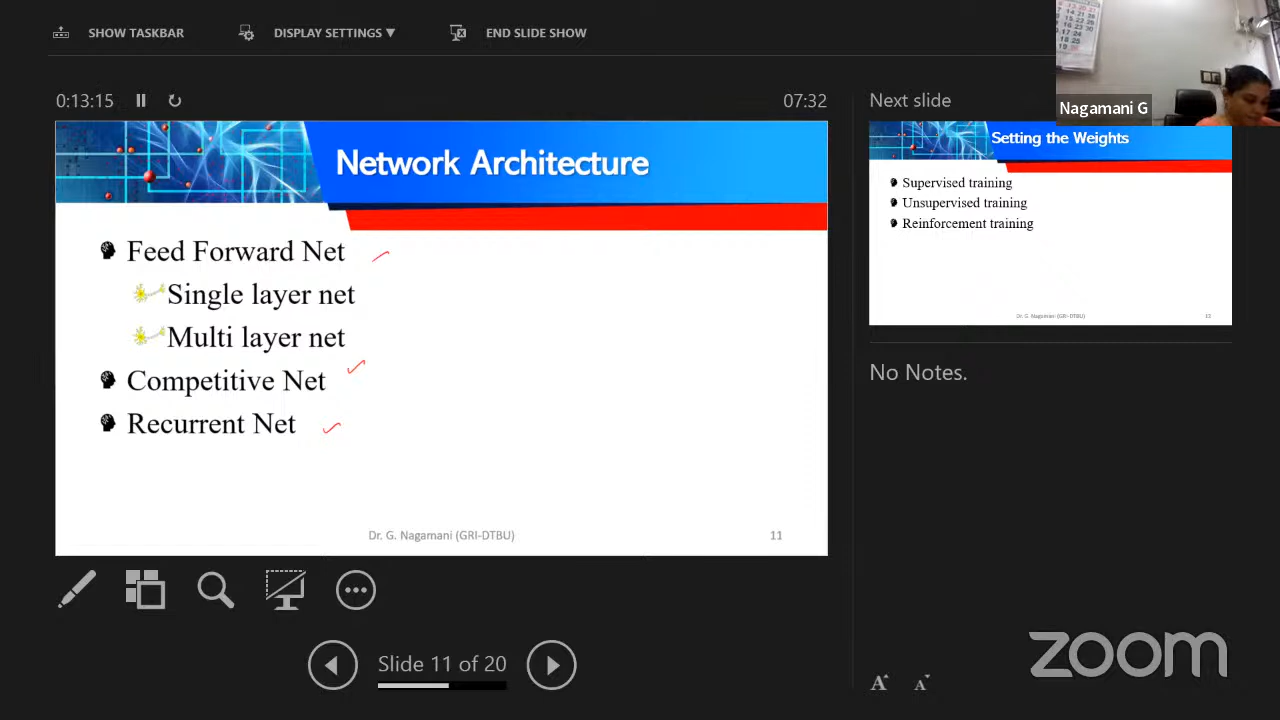 SHOW TASKBAR
DISPLAY SETTINGS ▼
END SLIDE SHOW
0:13:15
07:32
Next slide
Nagamani G
Network Architecture
Feed Forward Net
Single layer net
Multi layer net
Competitive Net
Recurrent Net
Dr. G. Nagamani (GRI-DTBU)
11
Setting the Weights
Supervised training
Unsupervised training
Reinforcement training
Dr. G. Nagamani (GRI-DTBU)
12
No Notes.
Slide 11 of 20
A A
zoom